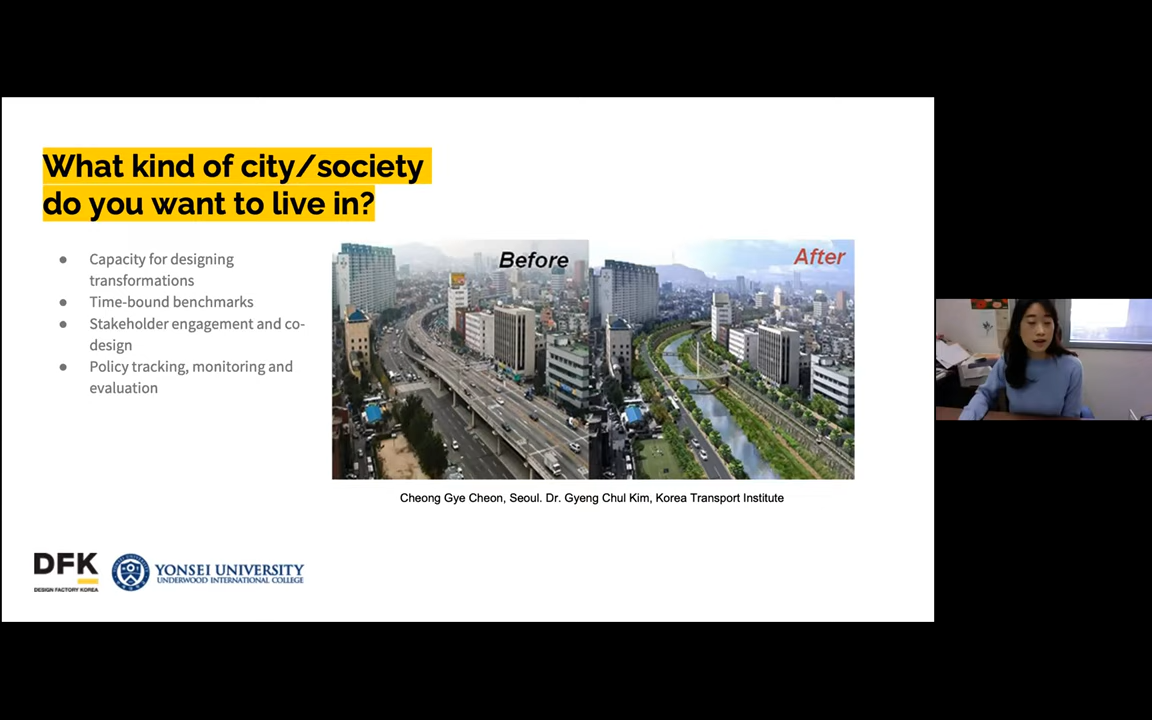 What kind of city/society
do you want to live in?
● Capacity for designing
transformations
● Time-bound benchmarks
● Stakeholder engagement and co-
design
● Policy tracking, monitoring and
evaluation
Before
After
Cheong Gye Cheon, Seoul. Dr. Gyeng Chul Kim, Korea Transport Institute
DFK
DESIGN FACTORY KOREA
YONSEI UNIVERSITY
UNDERWOOD INTERNATIONAL COLLEGE